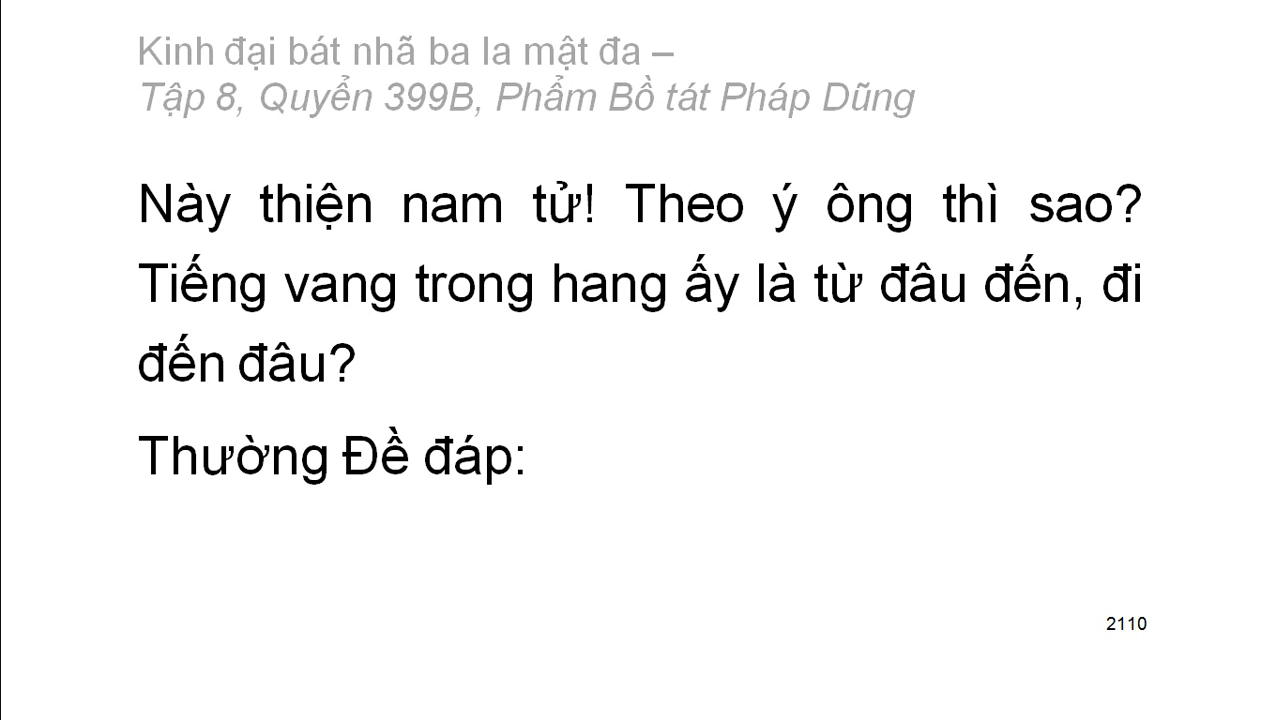 Kinh đại bát nhã ba la mật đa –
Tập 8, Quyển 399B, Phẩm Bồ tát Pháp Dũng
Này thiện nam tử! Theo ý ông thì sao?
Tiếng vang trong hang ấy là từ đâu đến, đi
đến đâu?
Thường Đề đáp:
2110